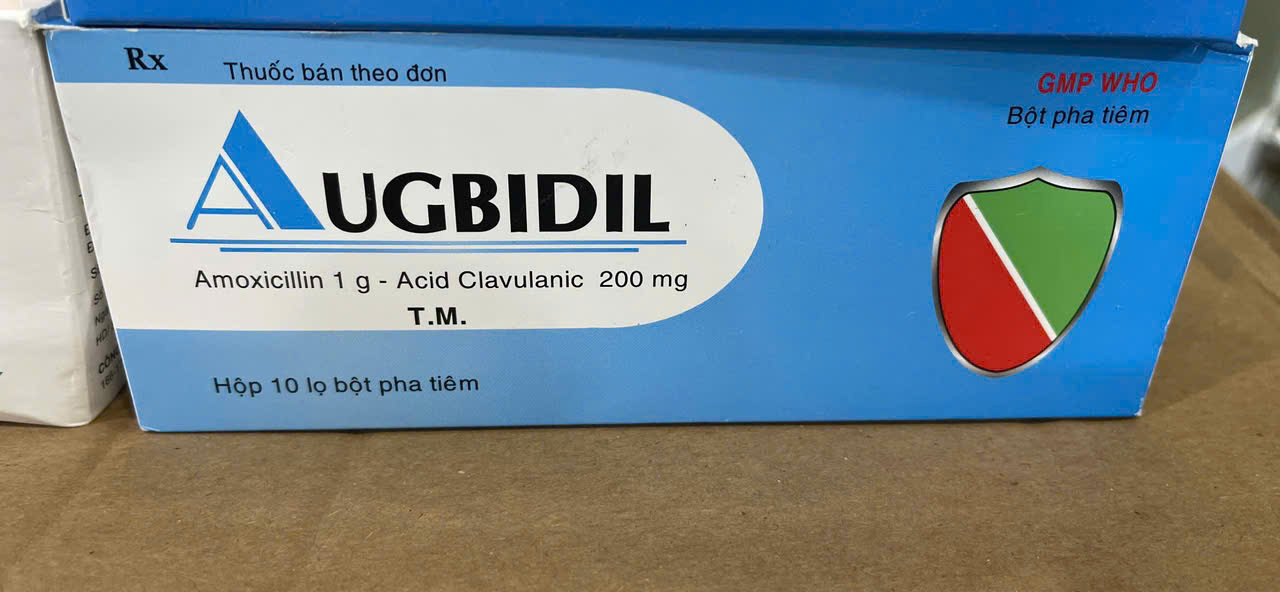 Rx
Thuốc bán theo đơn
GMP WHO
Bột pha tiêm
AUGBIDIL
Amoxicillin 1 g - Acid Clavulanic 200 mg
T.M.
Hộp 10 lọ bột pha tiêm